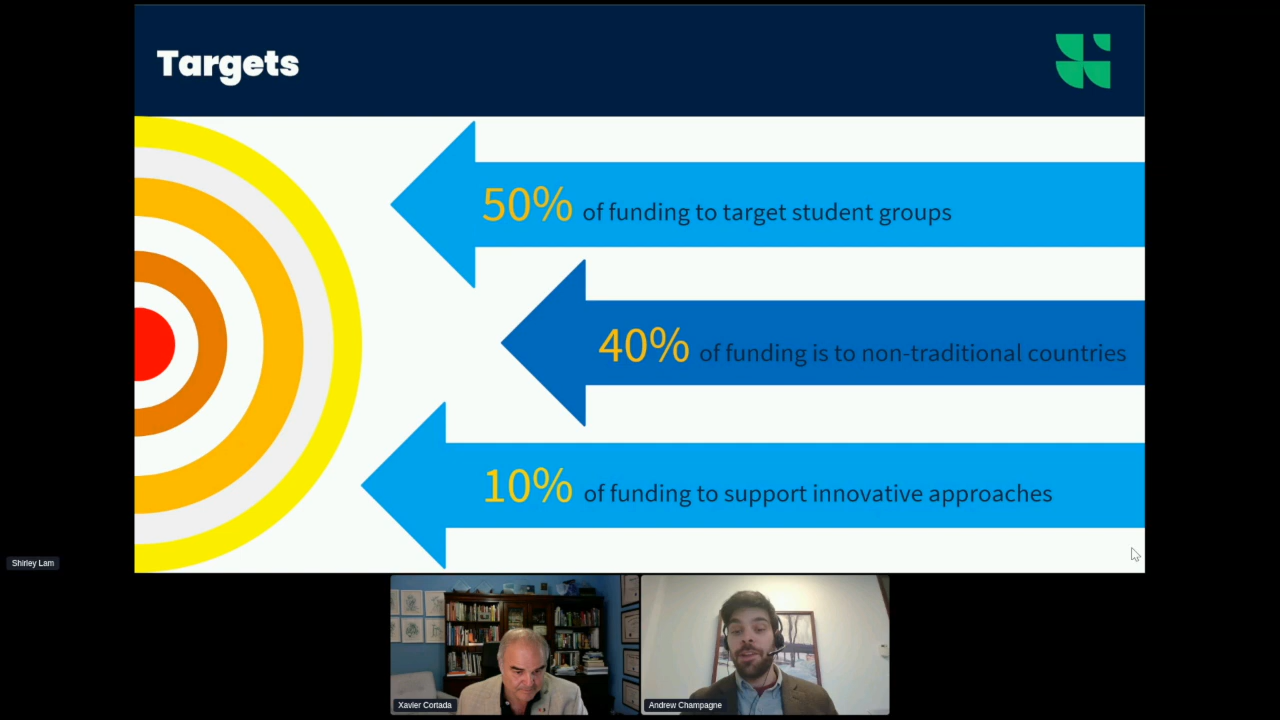 Targets
50% of funding to target student groups
40% of funding is to non-traditional countries
10% of funding to support innovative approaches
Shirley Lam
Xavier Cortada
Andrew Champagne